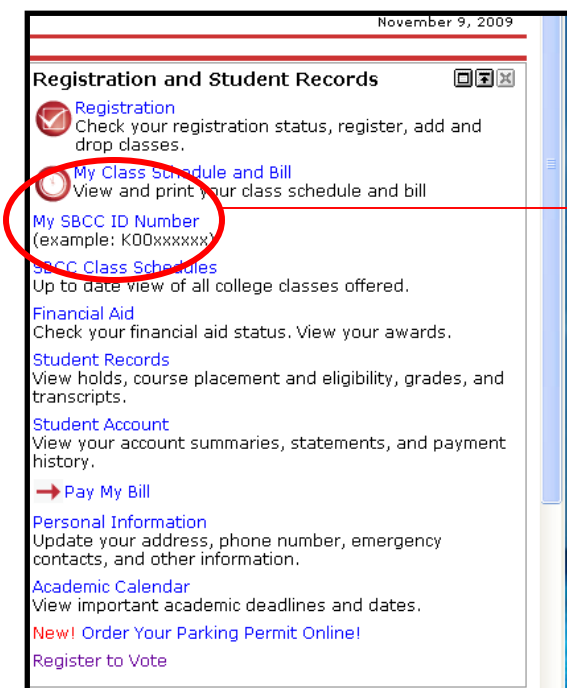 November 9, 2009
Registration and Student Records
Registration
Check your registration status, register, add and
drop classes.
My Class Schedule and Bill
View and print your class schedule and bill
My SBCC ID Number
(example: K00xxxxxx)
SBCC Class Schedules
Up to date view of all college classes offered.
Financial Aid
Check your financial aid status. View your awards.
Student Records
View holds, course placement and eligibility, grades, and
transcripts.
Student Account
View your account summaries, statements, and payment
history.
Pay My Bill
Personal Information
Update your address, phone number, emergency
contacts, and other information.
Academic Calendar
View important academic deadlines and dates.
New! Order Your Parking Permit Online!
Register to Vote